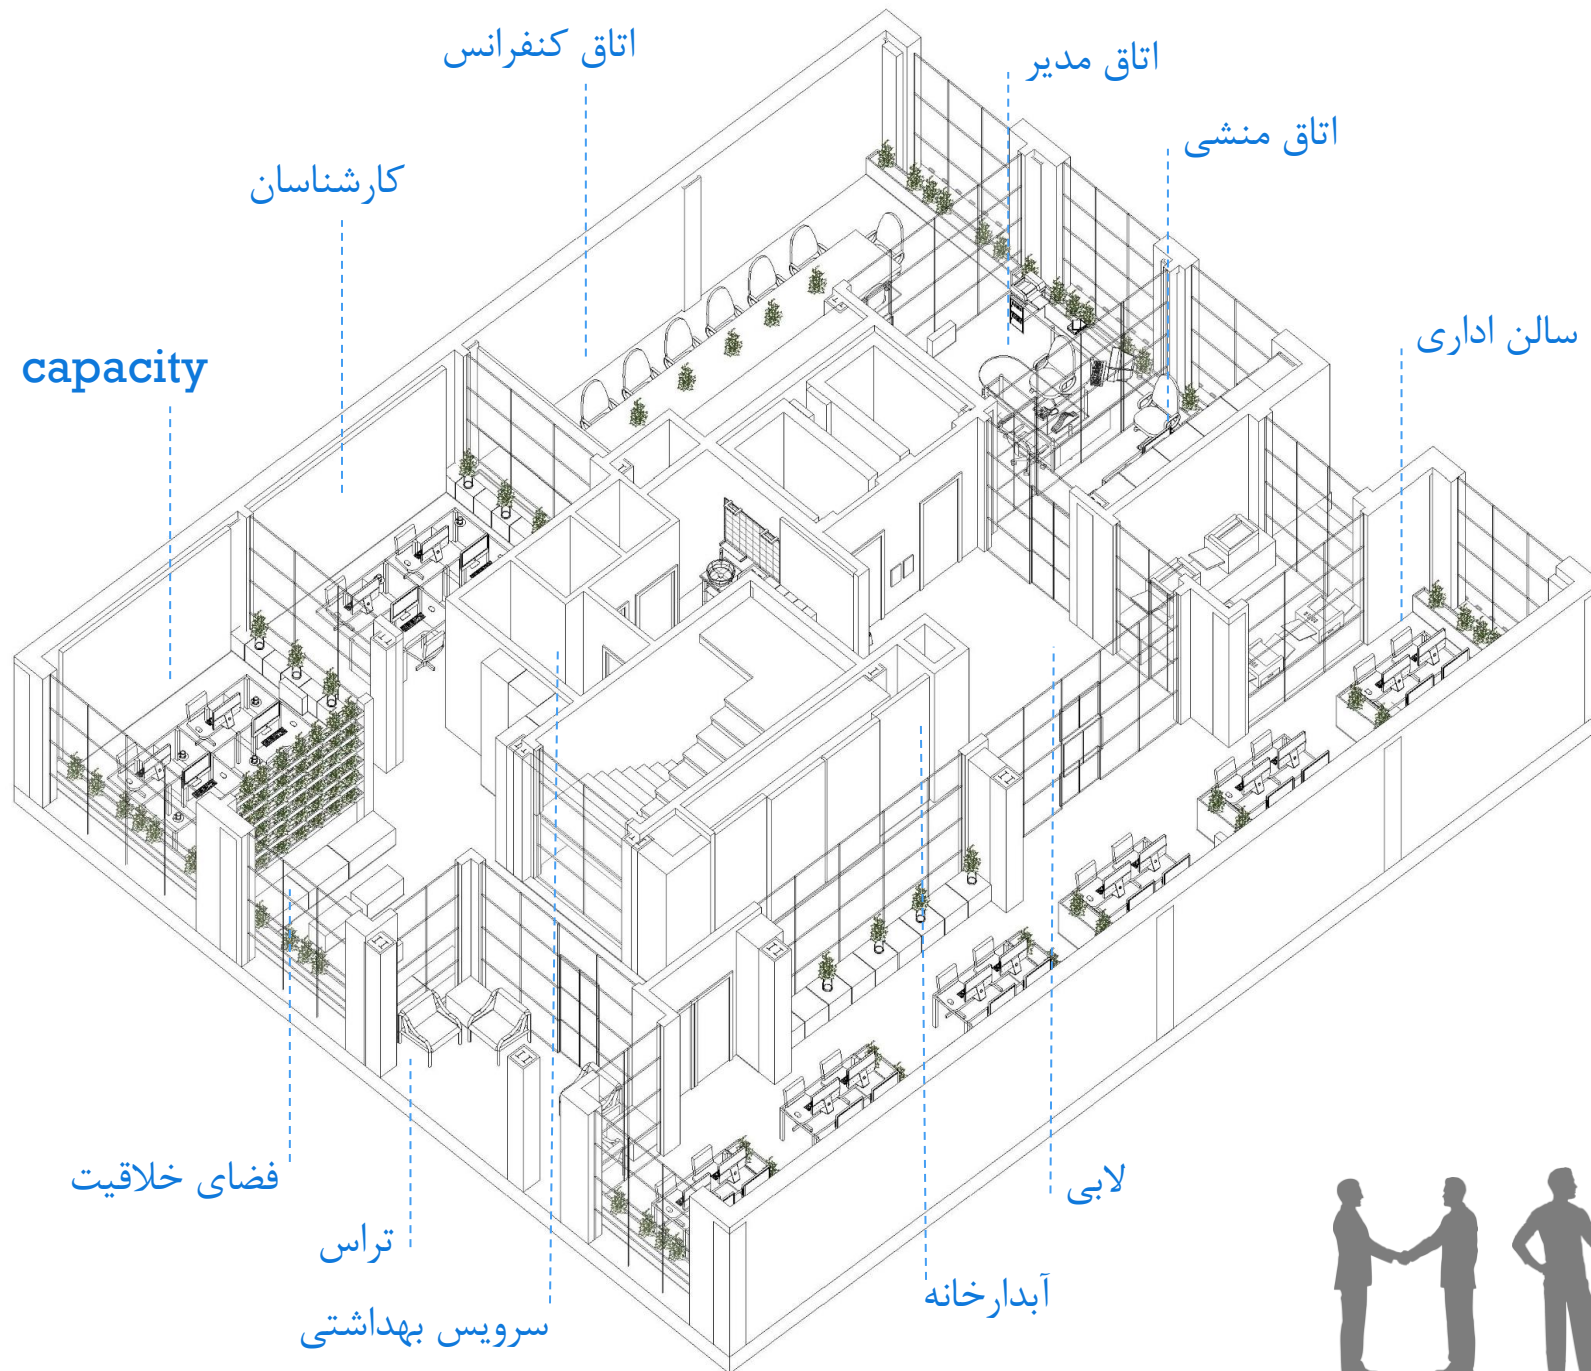 اتاق کنفرانس
اتاق مدیر
اتاق منشی
کارشناسان
سالن اداری
capacity
فضای خلاقیت
لابی
تراس
آبدارخانه
سرویس بهداشتی